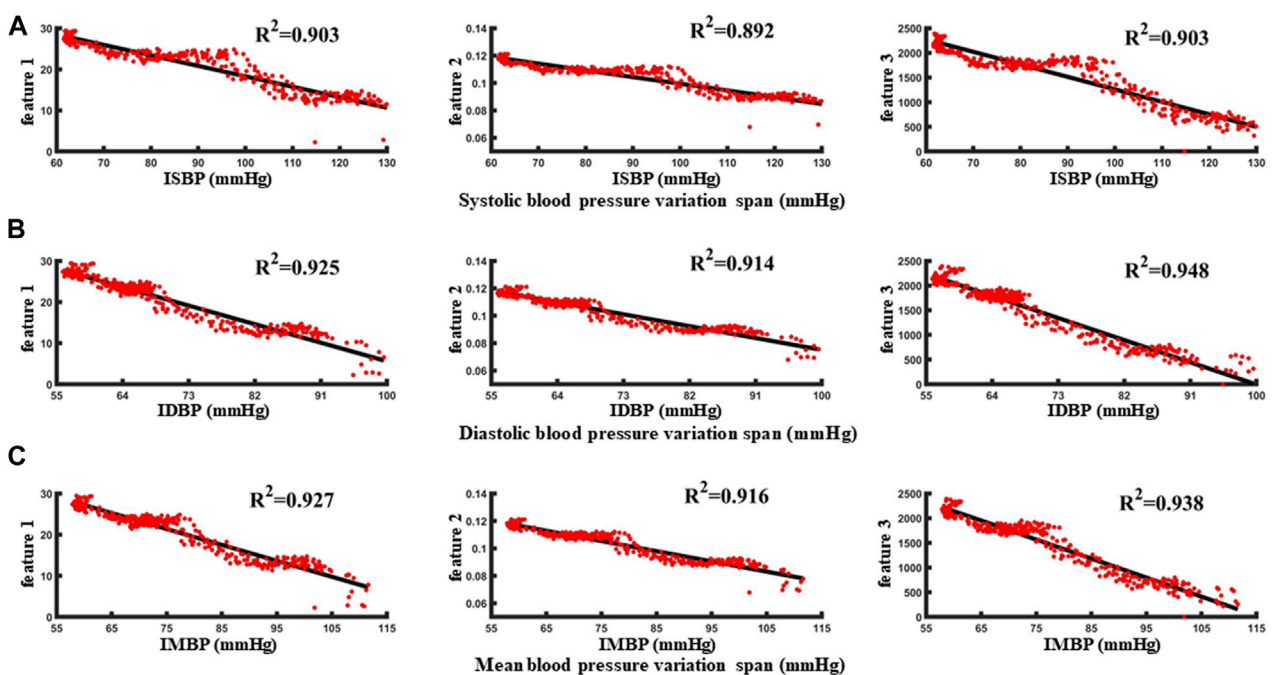 A
R²=0.903
R²=0.892
R²=0.903
feature 1
feature 2
feature 3
30
20
10
0
0.14
0.12
0.1
0.08
0.06
2500
2000
1500
1000
500
0
60 70 80 90 100 110 120 130
60 70 80 90 100 110 120 130
60 70 80 90 100 110 120 130
ISBP (mmHg)
ISBP (mmHg)
ISBP (mmHg)
Systolic blood pressure variation span (mmHg)
B
R²=0.925
R²=0.914
R²=0.948
feature 1
feature 2
feature 3
30
20
10
0
0.14
0.12
0.1
0.08
0.06
2500
2000
1500
1000
500
0
55 64 73 82 91 100
55 64 73 82 91 100
55 64 73 82 91 100
IDBP (mmHg)
IDBP (mmHg)
IDBP (mmHg)
Diastolic blood pressure variation span (mmHg)
C
R²=0.927
R²=0.916
R²=0.938
feature 1
feature 2
feature 3
30
20
10
0
0.14
0.12
0.1
0.08
0.06
2500
2000
1500
1000
500
0
55 65 75 85 95 105 115
55 65 75 85 95 105 115
55 65 75 85 95 105 115
IMBP (mmHg)
IMBP (mmHg)
IMBP (mmHg)
Mean blood pressure variation span (mmHg)